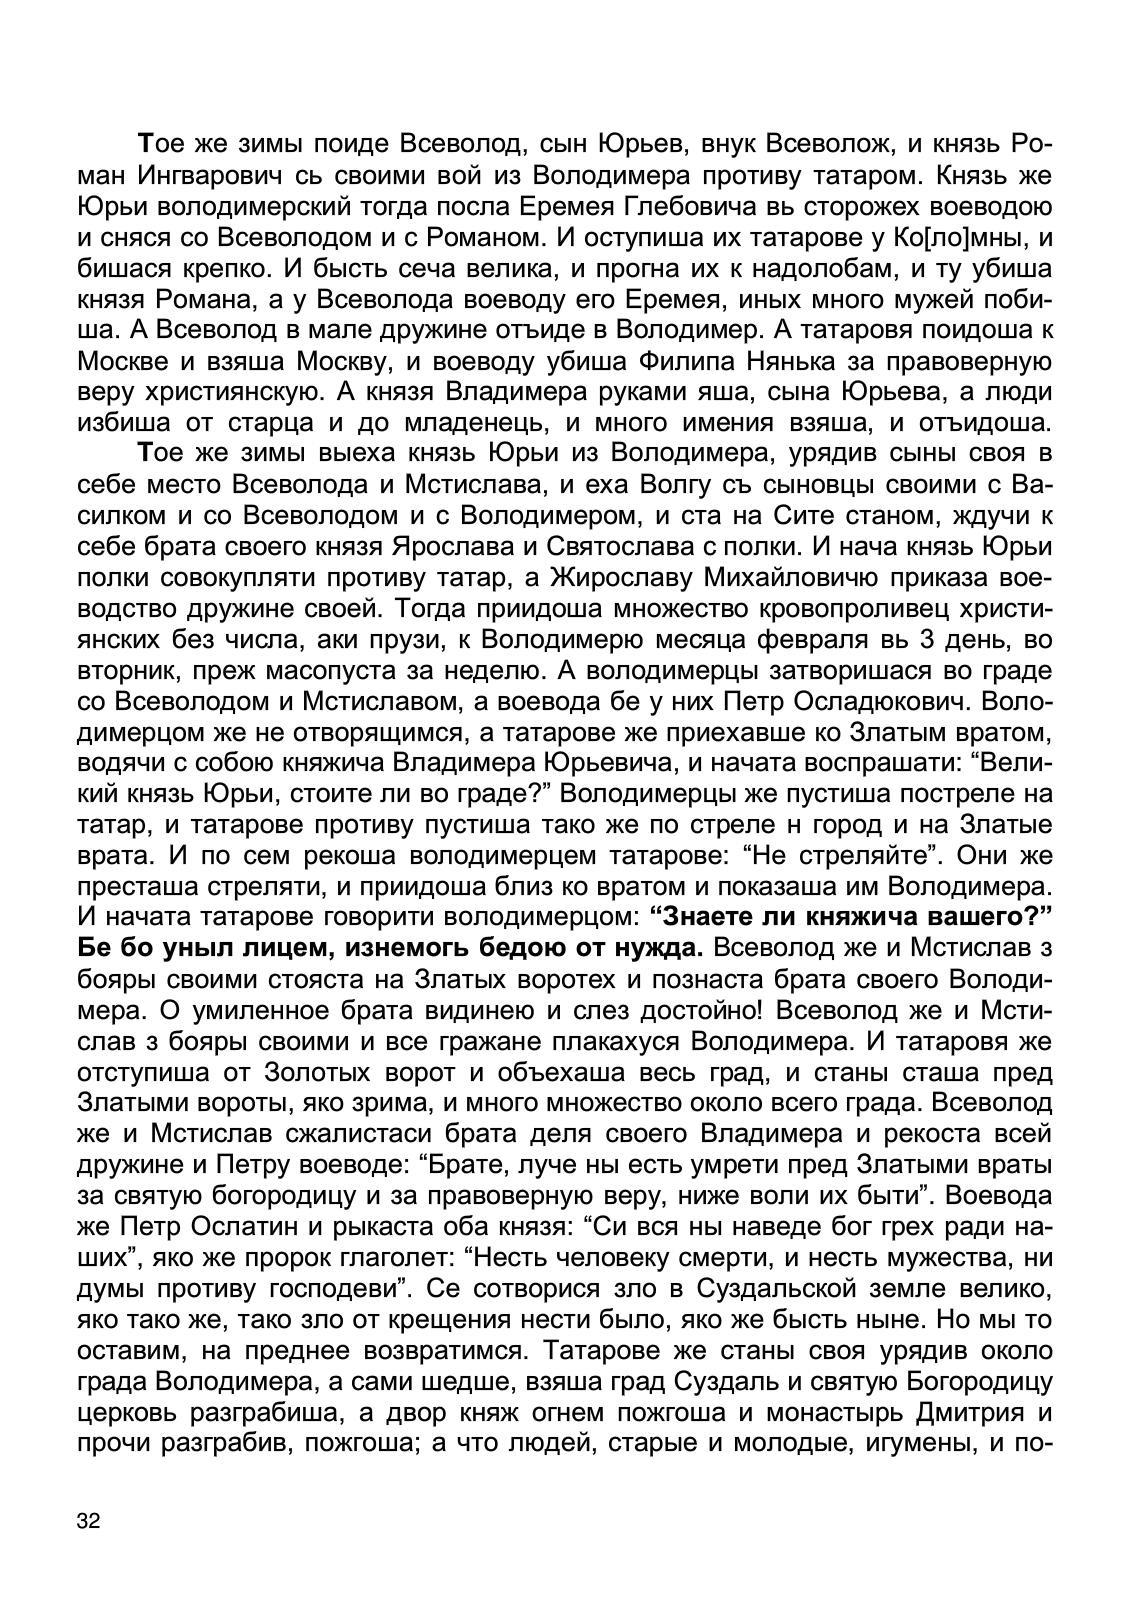 Тое же зимы поиде Всеволод, сын Юрьев, внук Всеволож, и князь Ро-
ман Ингварович сь своими вой из Володимера противу татаром. Князь же
Юрьи володимерский тогда посла Еремея Глебовича вь сторожех воеводою
и сняся со Всеволодом и с Романом. И оступиша их татарове у Ко[ло]мны, и
бишася крепко. И бысть сеча велика, и прогна их к надолобам, и ту убиша
князя Романа, а у Всеволода воеводу его Еремея, иных много мужей поби-
ша. А Всеволод в мале дружине отъиде в Володимер. А татаровя поидоша к
Москве и взяша Москву, и воеводу убиша Филипа Нянька за правоверную
веру християнскую. А князя Владимера руками яша, сына Юрьева, а люди
избиша от старца и до младенець, и много имения взяша, и отъидоша.
Тое же зимы выеха князь Юрьи из Володимера, урядив сыны своя в
себе место Всеволода и Мстислава, и еха Волгу съ сыновцы своими с Ва-
силком и со Всеволодом и с Володимером, и ста на Сите станом, ждучи к
себе брата своего князя Ярослава и Святослава с полки. И нача князь Юрьи
полки совокупляти противу татар, а Жирославу Михайловичю приказа вое-
водство дружине своей. Тогда приидоша множество кровопроливец христи-
янских без числа, аки прузи, к Володимерю месяца февраля вь 3 день, во
вторник, преж масопуста за неделю. А володимерцы затворишася во граде
со Всеволодом и Мстиславом, а воевода бе у них Петр Осладюкович. Воло-
димерцом же не отворящимся, а татарове же приехавше ко Златым вратом,
водячи с собою княжича Владимера Юрьевича, и начата воспрашати: “Вели-
кий князь Юрьи, стоите ли во граде?” Володимерцы же пустиша постреле на
татар, и татарове противу пустиша тако же по стреле н город и на Златые
врата. И по сем рекоша володимерцем татарове: “Не стреляйте”. Они же
престаша стреляти, и приидоша близ ко вратом и показаша им Володимера.
И начата татарове говорити володимерцом: “Знаете ли княжича вашего?”
Бе бо уныл лицем, изнемогь бедою от нужда. Всеволод же и Мстислав з
бояры своими стояста на Златых воротех и познаста брата своего Володи-
мера. О умиленное брата видинею и слез достойно! Всеволод же и Мсти-
слав з бояры своими и все гражане плакахуся Володимера. И татаровя же
отступиша от Золотых ворот и объехаша весь град, и станы сташа пред
Златыми вороты, яко зрима, и много множество около всего града. Всеволод
же и Мстислав сжалистаси брата деля своего Владимера и рекоста всей
дружине и Петру воеводе: “Брате, луче ны есть умрети пред Златыми враты
за святую богородицу и за правоверную веру, ниже воли их быти”. Воевода
же Петр Ослатин и рыкаста оба князя: “Си вся ны наведе бог грех ради на-
ших”, яко же пророк глаголет: “Несть человеку смерти, и несть мужества, ни
думы противу господеви”. Се сотворися зло в Суздальской земле велико,
яко тако же, тако зло от крещения нести было, яко же бысть ныне. Но мы то
оставим, на преднее возвратимся. Татарове же станы своя урядив около
града Володимера, а сами шедше, взяша град Суздаль и святую Богородицу
церковь разграбиша, а двор княж огнем пожгоша и монастырь Дмитрия и
прочи разграбив, пожгоша; а что людей, старые и молодые, игумены, и по-
32